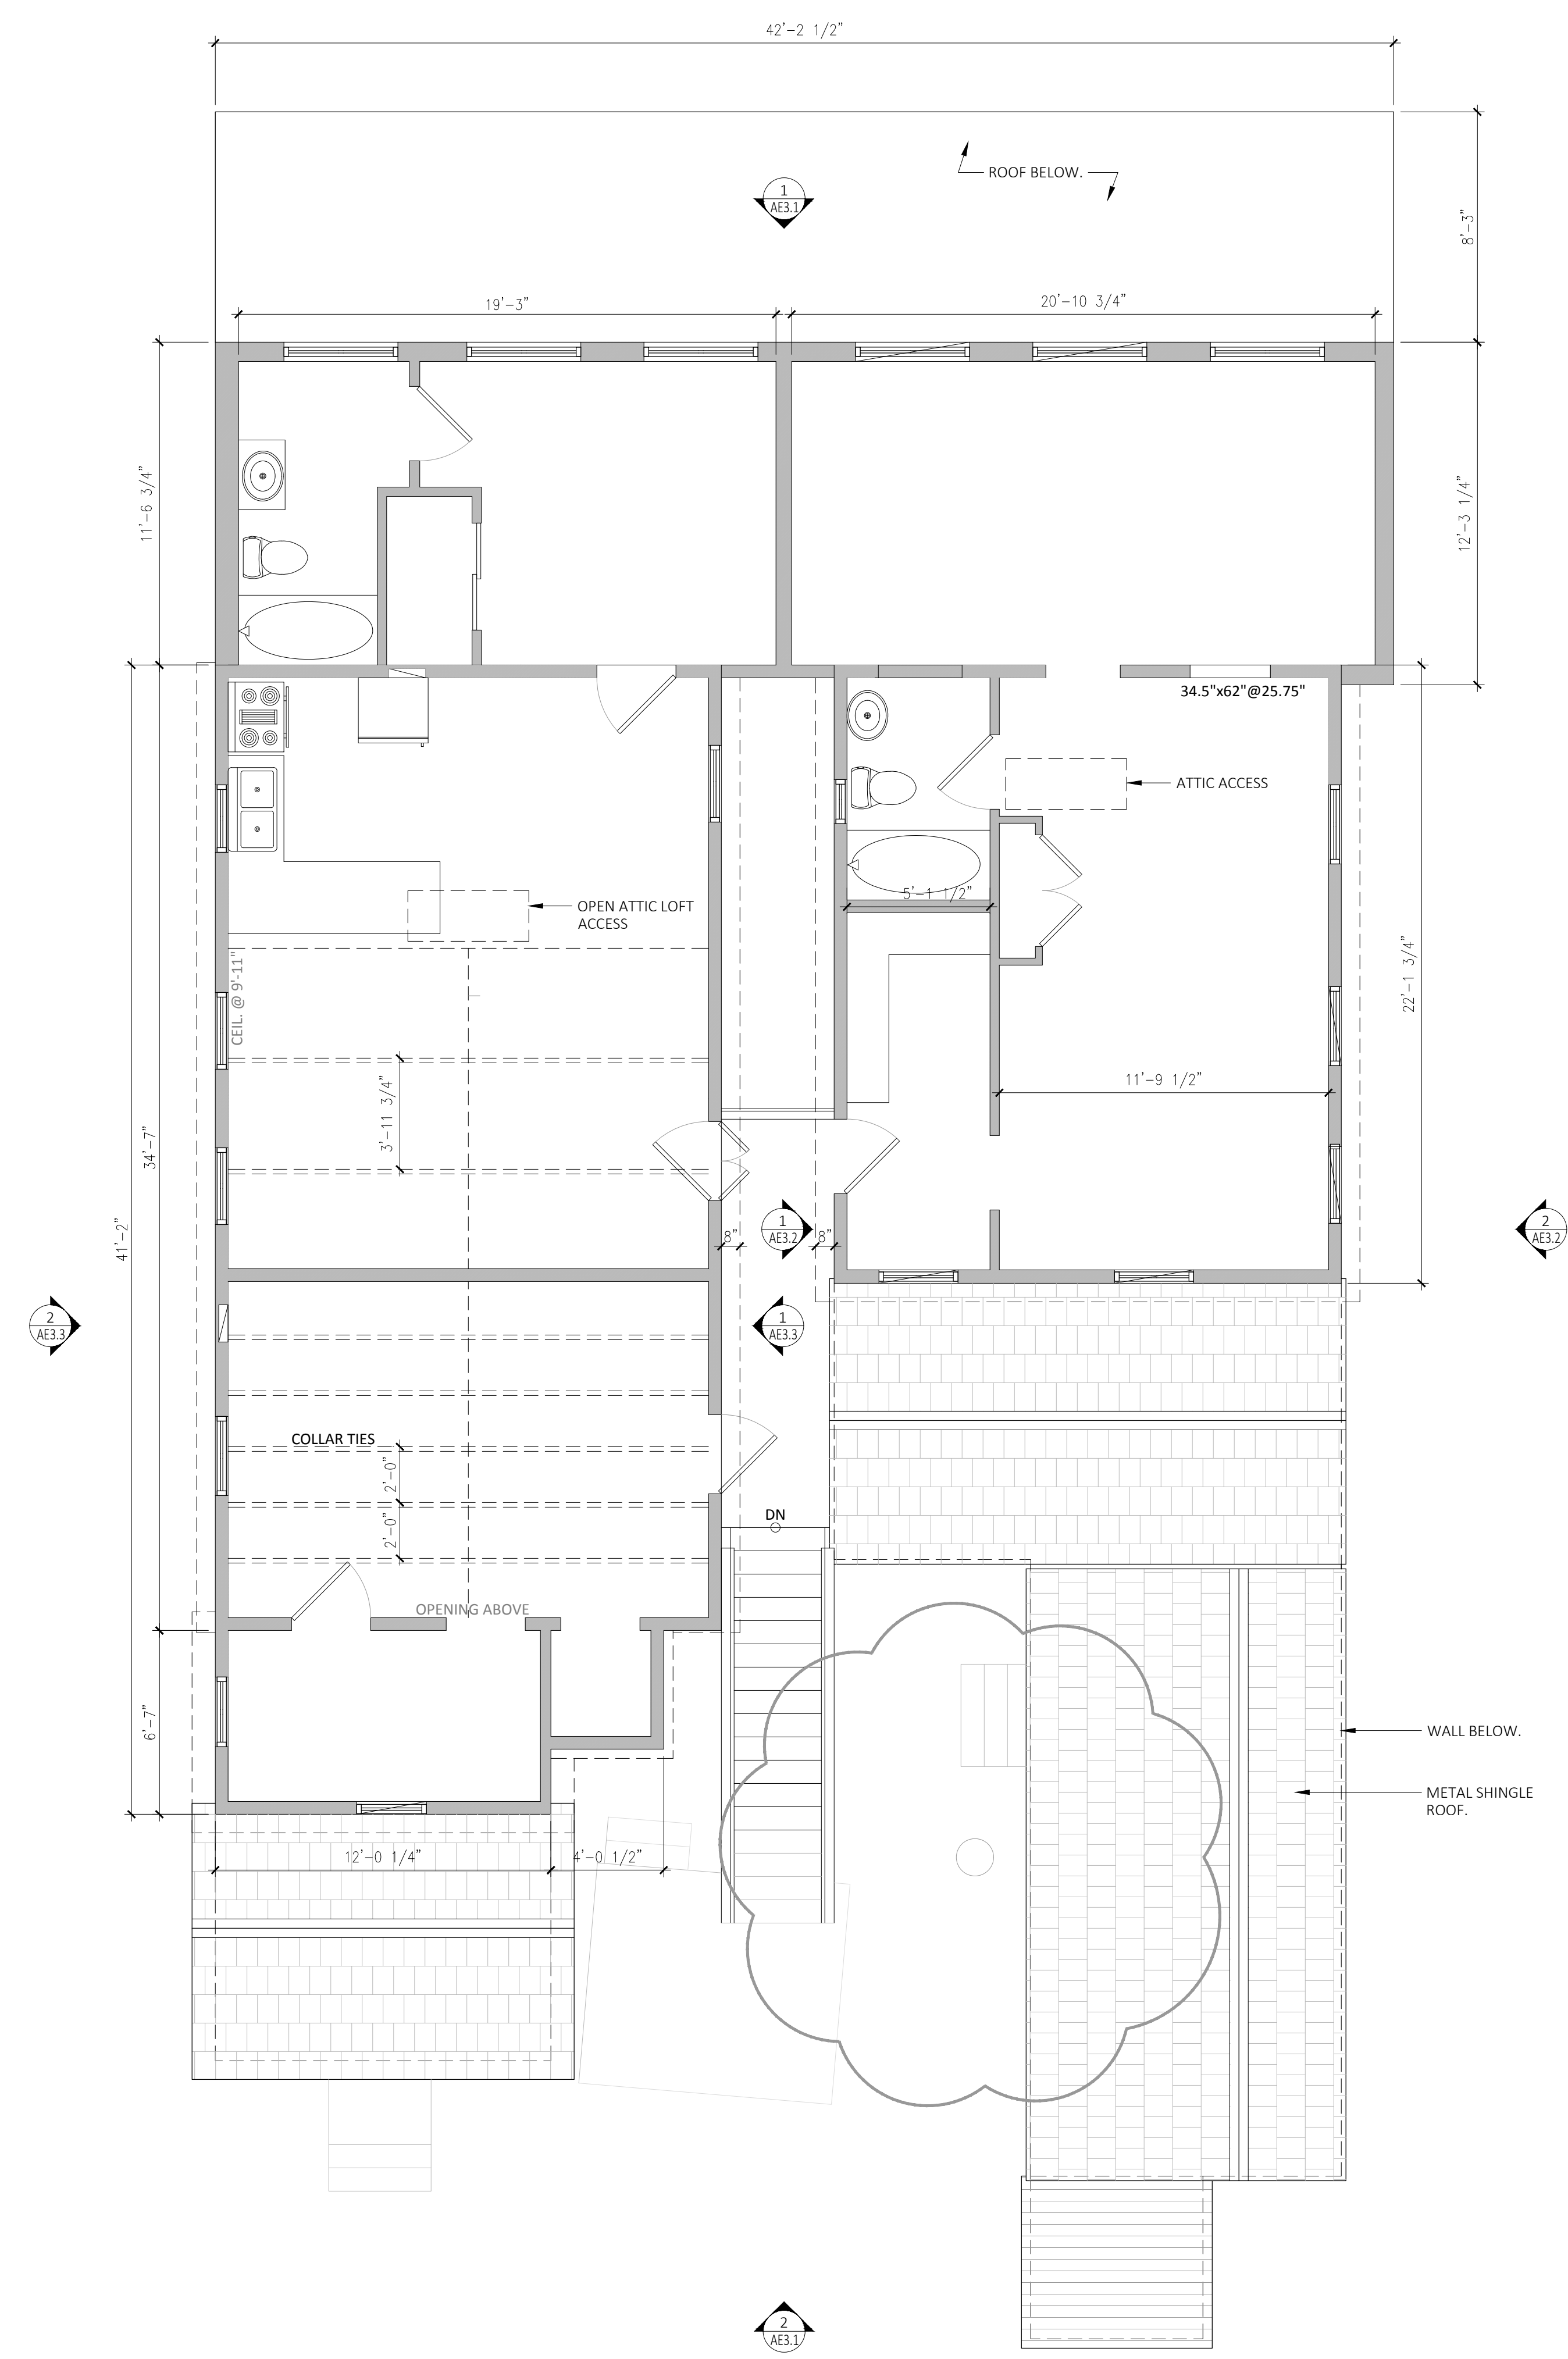 42'-2 1/2"
ROOF BELOW.
1
AE3.1
8'-3"
19'-3"
20'-10 3/4"
11'-6 3/4"
12'-3 1/4"
34.5"x62"@25.75"
ATTIC ACCESS
OPEN ATTIC LOFT
ACCESS
5'-1 1/2"
CEIL. @ 9'-11"
22'-1 3/4"
3'-11 3/4"
11'-9 1/2"
34'-7"
41'-2"
8"
1
AE3.2
8"
2
AE3.2
2
AE3.3
1
AE3.3
COLLAR TIES
2'-0"
2'-0"
DN
OPENING ABOVE
6'-7"
WALL BELOW.
METAL SHINGLE
ROOF.
12'-0 1/4"
4'-0 1/2"
2
AE3.1